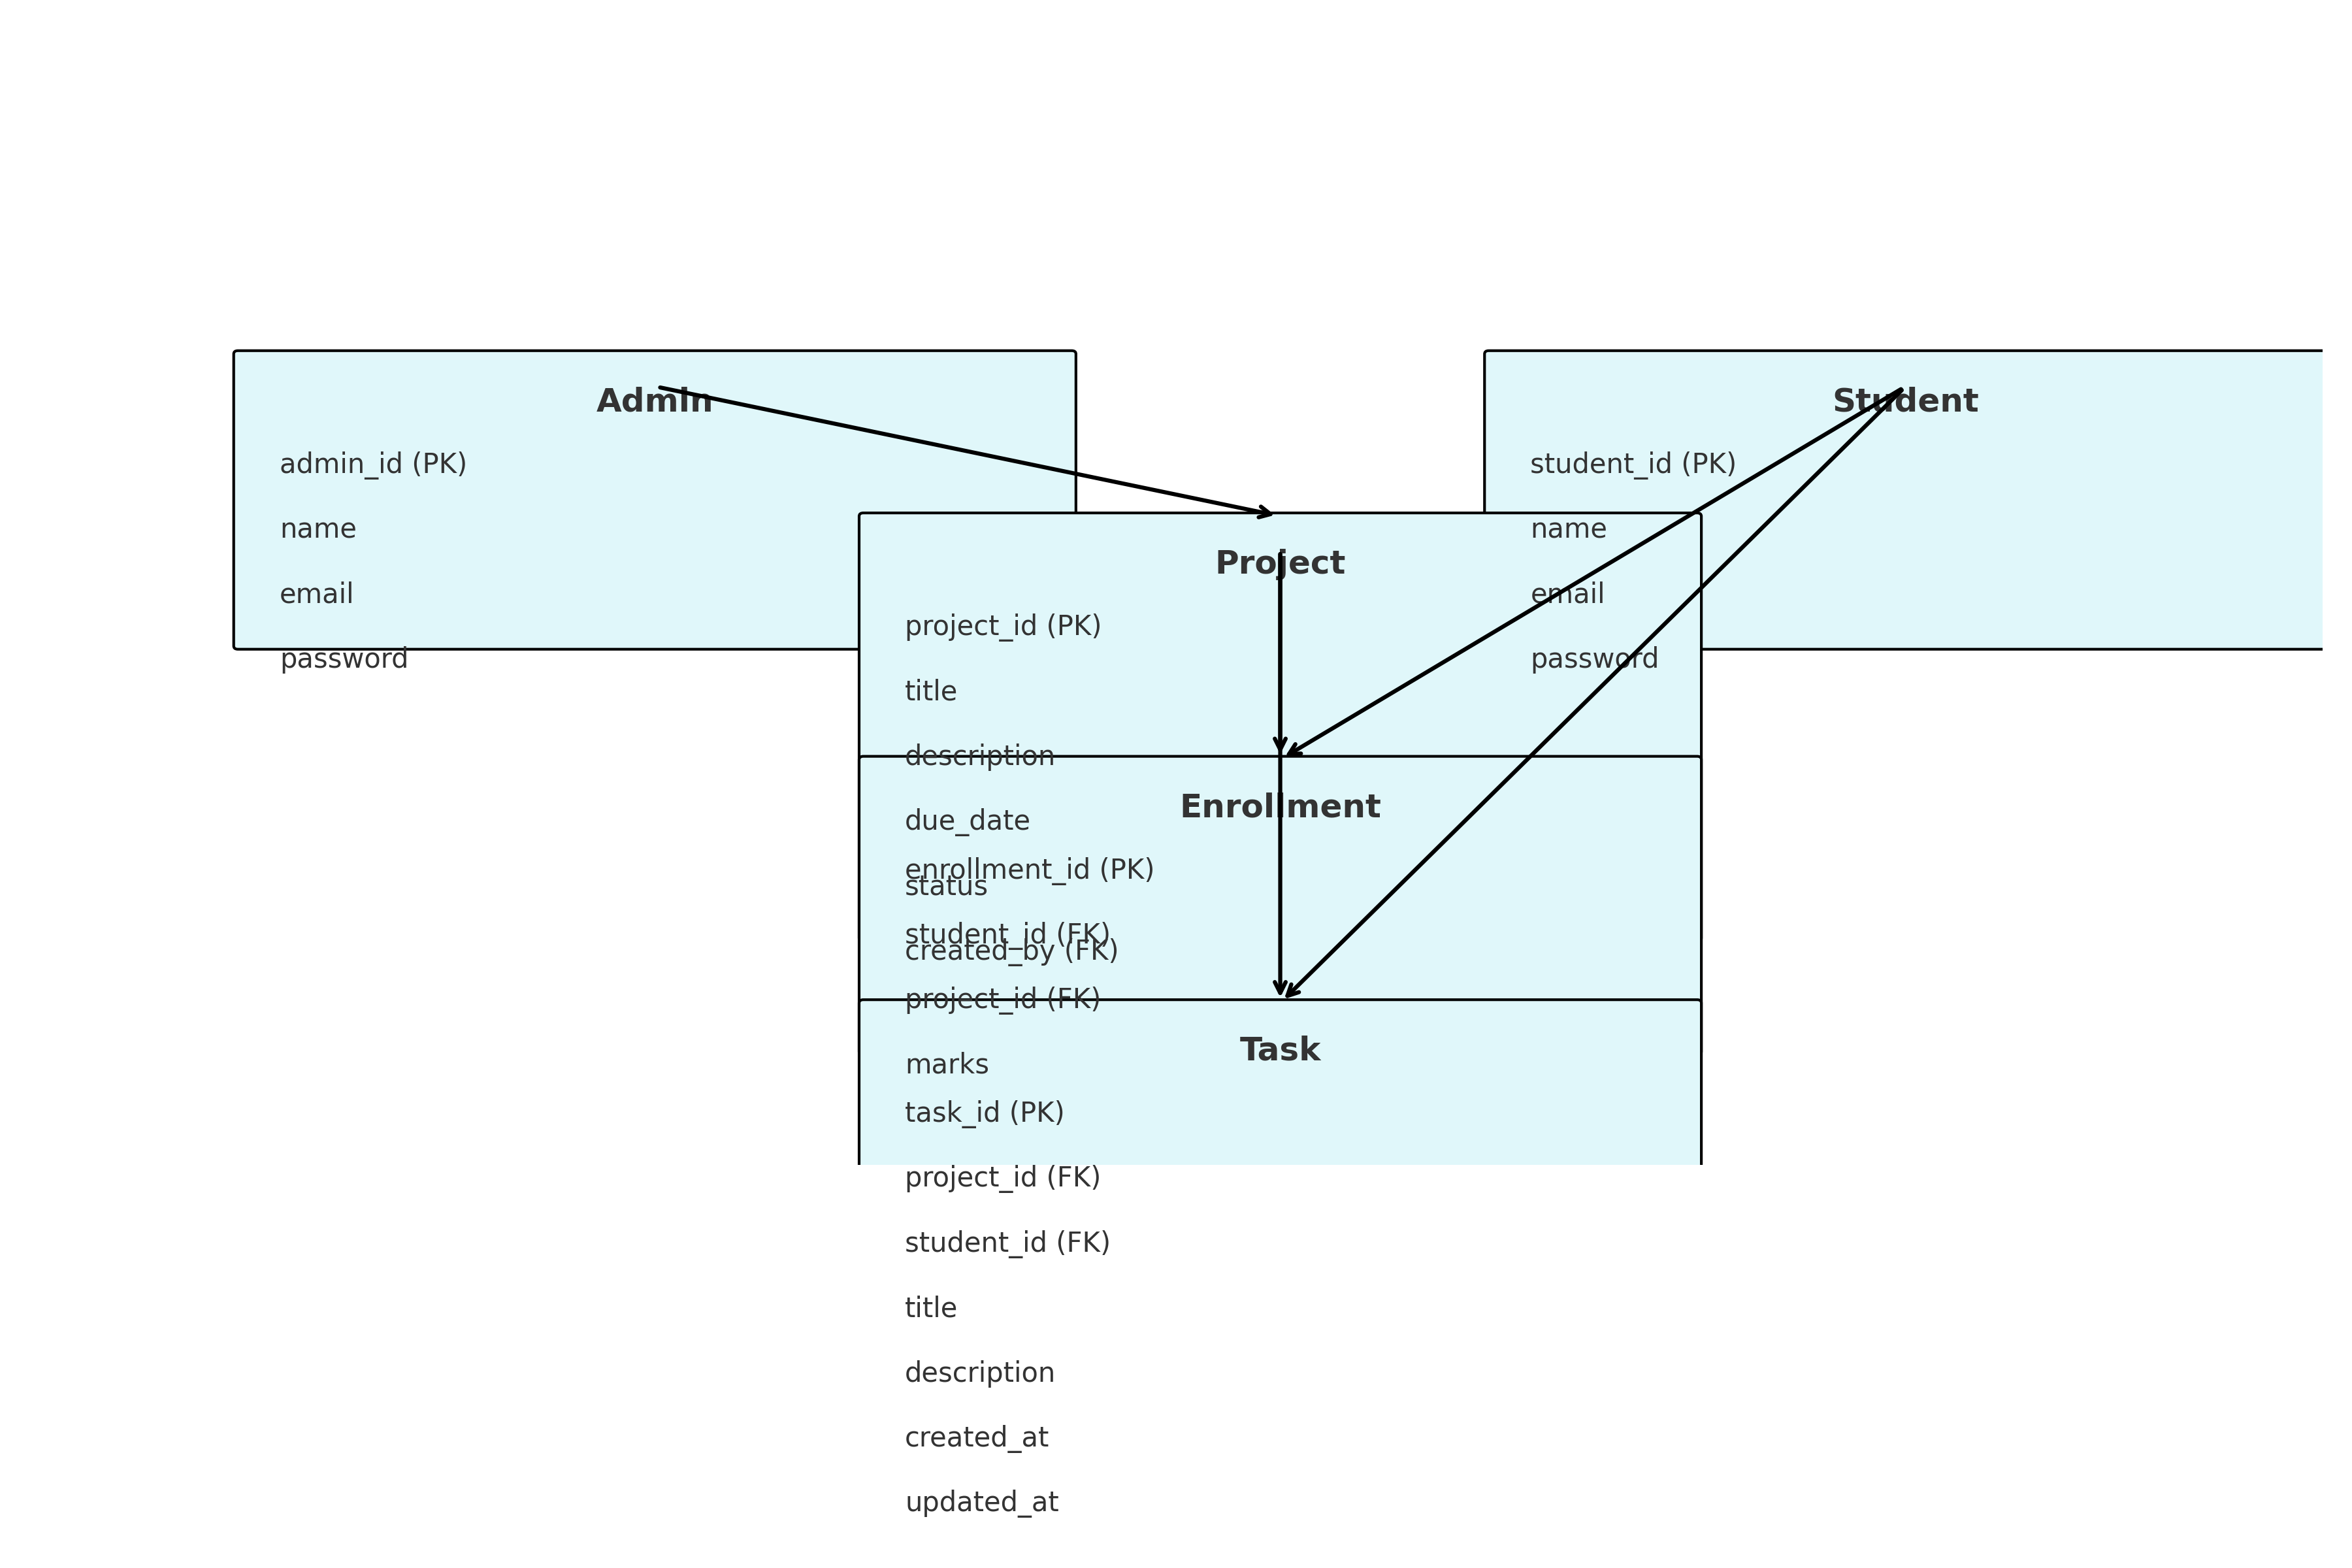 Admin
admin_id (PK)
name
email
password
Student
student_id (PK)
name
email
password
Project
project_id (PK)
title
description
due_date
status
created_by (FK)
Enrollment
enrollment_id (PK)
student_id (FK)
project_id (FK)
marks
Task
task_id (PK)
project_id (FK)
student_id (FK)
title
description
created_at
updated_at